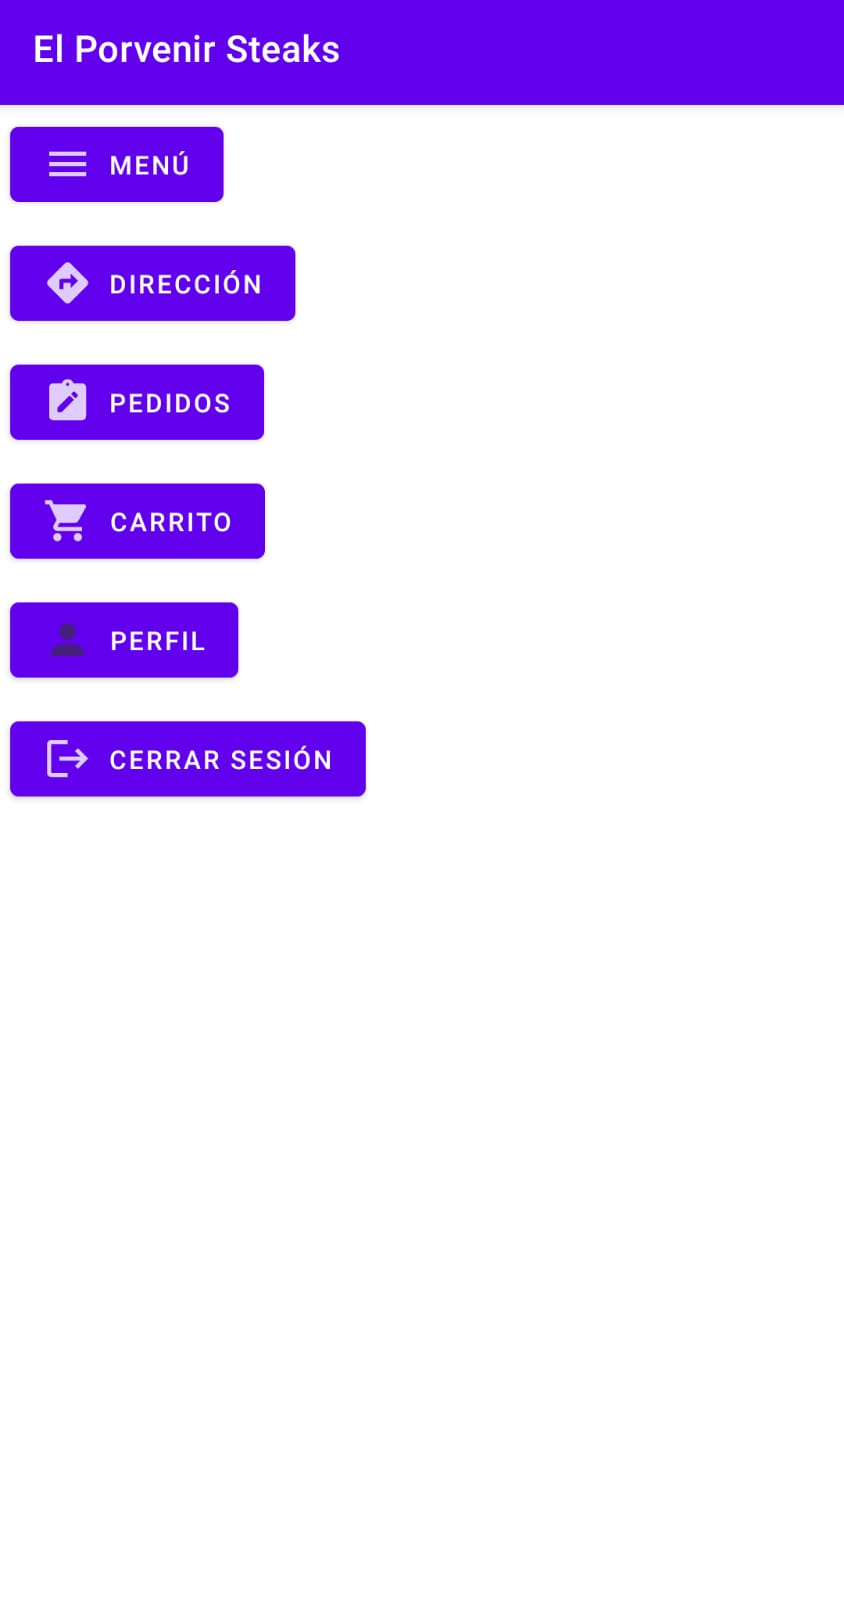 El Porvenir Steaks
MENÚ
DIRECCIÓN
PEDIDOS
CARRITO
PERFIL
CERRAR SESIÓN